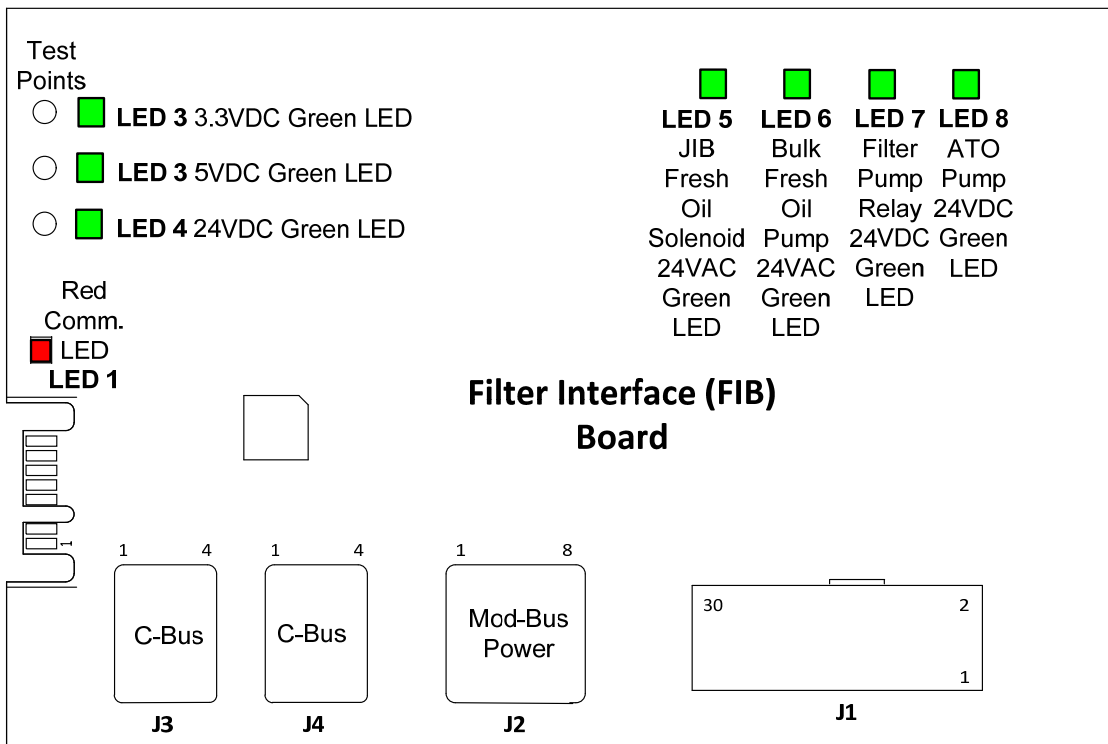 Test
Points
LED 3 3.3VDC Green LED
LED 3 5VDC Green LED
LED 4 24VDC Green LED
Red
Comm.
LED
LED 1
LED 5
JIB
Fresh
Oil
Solenoid
24VAC
Green
LED
LED 6
Bulk
Fresh
Oil
Pump
24VAC
Green
LED
LED 7
Filter
Pump
Relay
24VDC
Green
LED
LED 8
ATO
Pump
24VDC
Green
LED
Filter Interface (FIB)
Board
1
1 4
C-Bus
J3
1 4
C-Bus
J4
1 8
Mod-Bus
Power
J2
30 2
1
J1